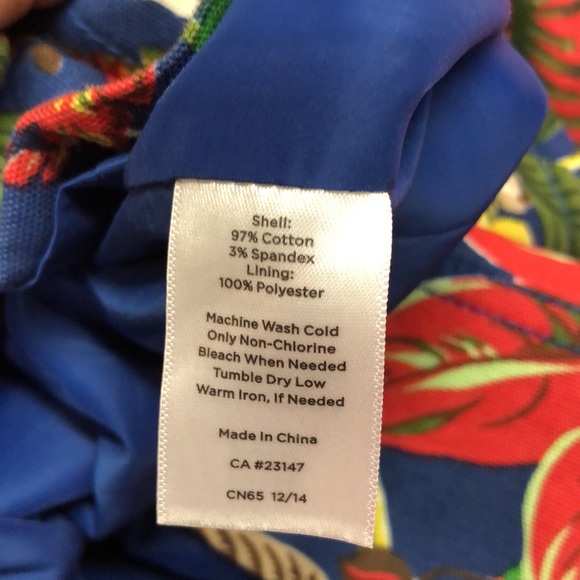 Shell:
97% Cotton
3% Spandex
Lining:
100% Polyester
Machine Wash Cold
Only Non-Chlorine
Bleach When Needed
Tumble Dry Low
Warm Iron, If Needed
Made In China
CA #23147
CN65 12/14